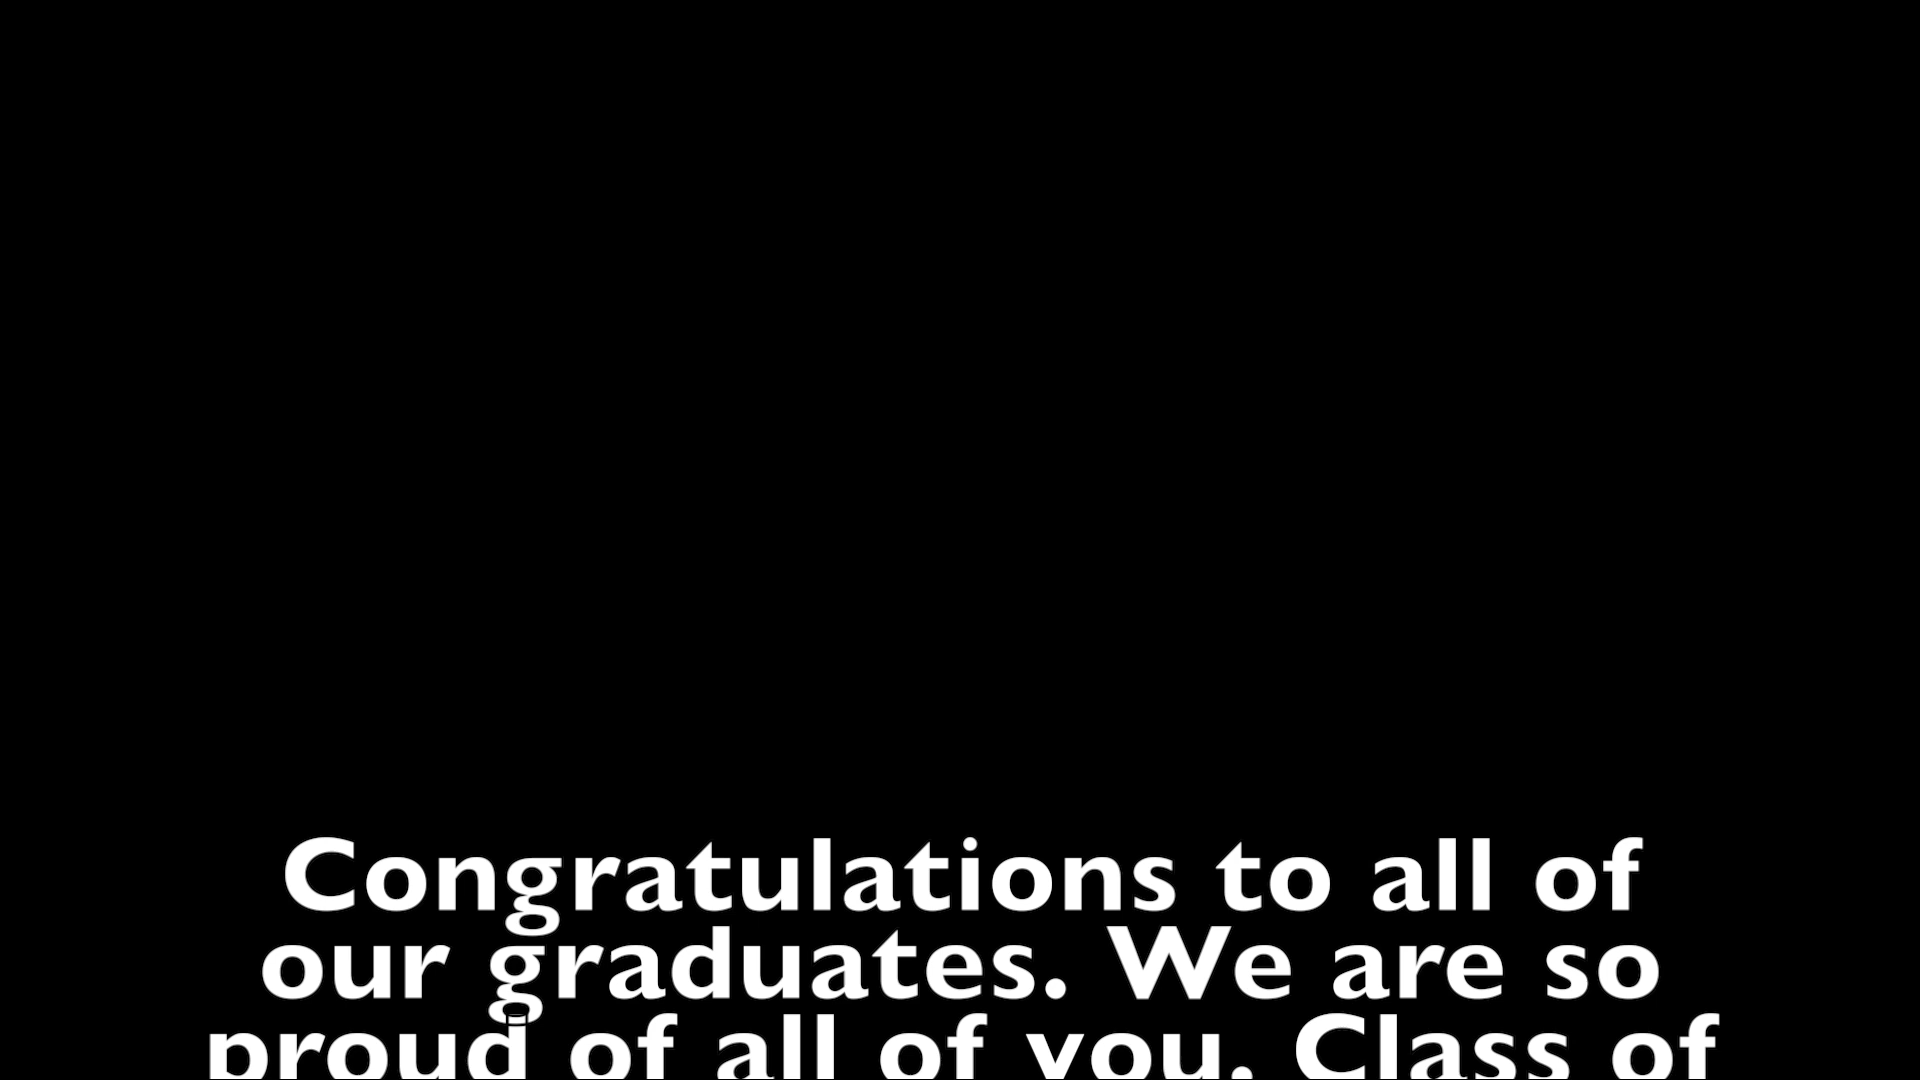 Congratulations to all of
our graduates. We are so
proud of all of you. Class of